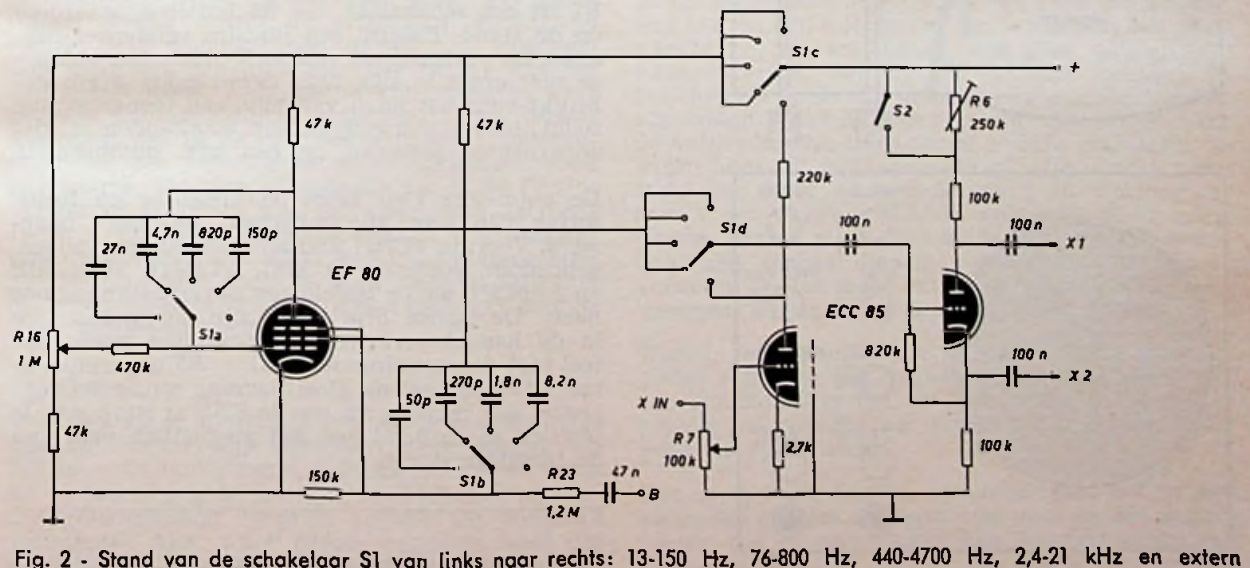 S1c
+
S2
R6
250k
47k
47k
220k
100k
100n
100n
X1
S1d
27n
4,7n
820p
150p
EF 80
ECC 85
S1a
R16
1 M
470k
820k
100n
X2
270p
1,8n
8,2n
50p
X IN
R7
100k
2,7k
100k
47k
150k
S1b
R23
1,2 M
47n
B
Fig. 2 - Stand van de schakelaar S1 van links naar rechts: 13-150 Hz, 76-800 Hz, 440-4700 Hz, 2,4-21 kHz en extern